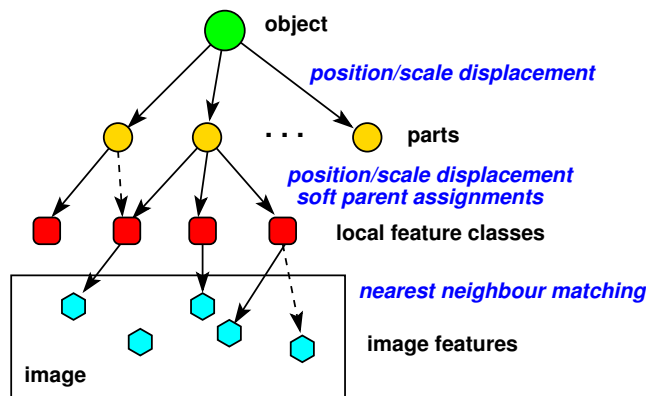 object
position/scale displacement
. . .
parts
position/scale displacement
soft parent assignments
local feature classes
nearest neighbour matching
image features
image